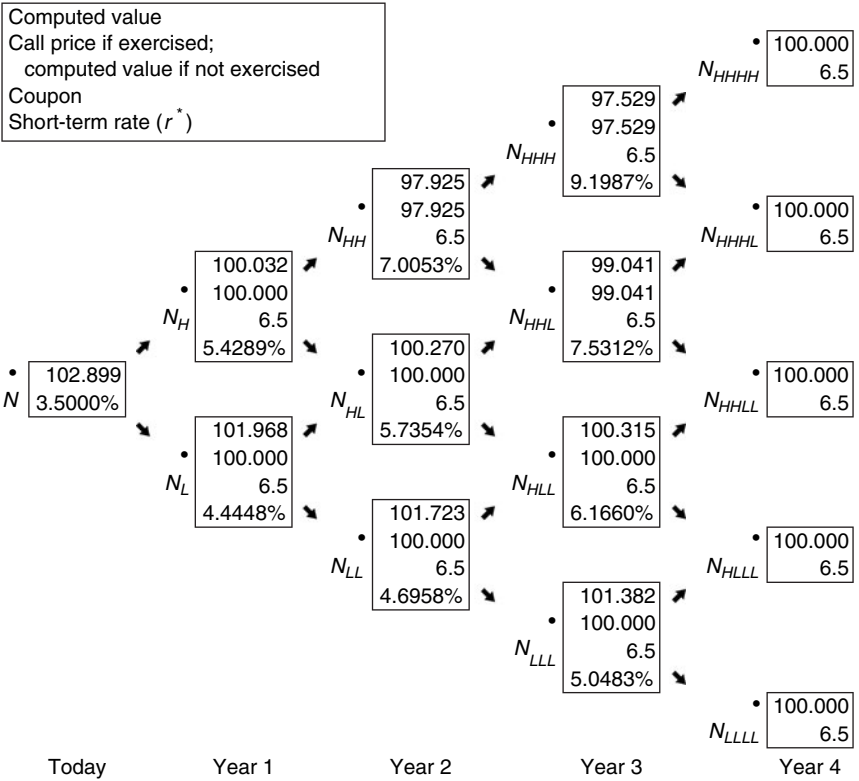 Computed value
Call price if exercised;
computed value if not exercised
Coupon
Short-term rate (r*)
• 102.899
N 3.5000%
100.032
• 100.000
N_H 6.5
5.4289%
101.968
• 100.000
N_L 6.5
4.4448%
97.925
• 97.925
N_HH 6.5
7.0053%
100.270
• 100.000
N_HL 6.5
5.7354%
101.723
• 100.000
N_LL 6.5
4.6958%
97.529
• 97.529
N_HHH 6.5
9.1987%
99.041
• 99.041
N_HHL 6.5
7.5312%
100.315
• 100.000
N_HLL 6.5
6.1660%
101.382
• 100.000
N_LLL 6.5
5.0483%
• 100.000
N_HHHH 6.5
• 100.000
N_HHHL 6.5
• 100.000
N_HHLL 6.5
• 100.000
N_HLLL 6.5
• 100.000
N_LLLL 6.5
Today Year 1 Year 2 Year 3 Year 4